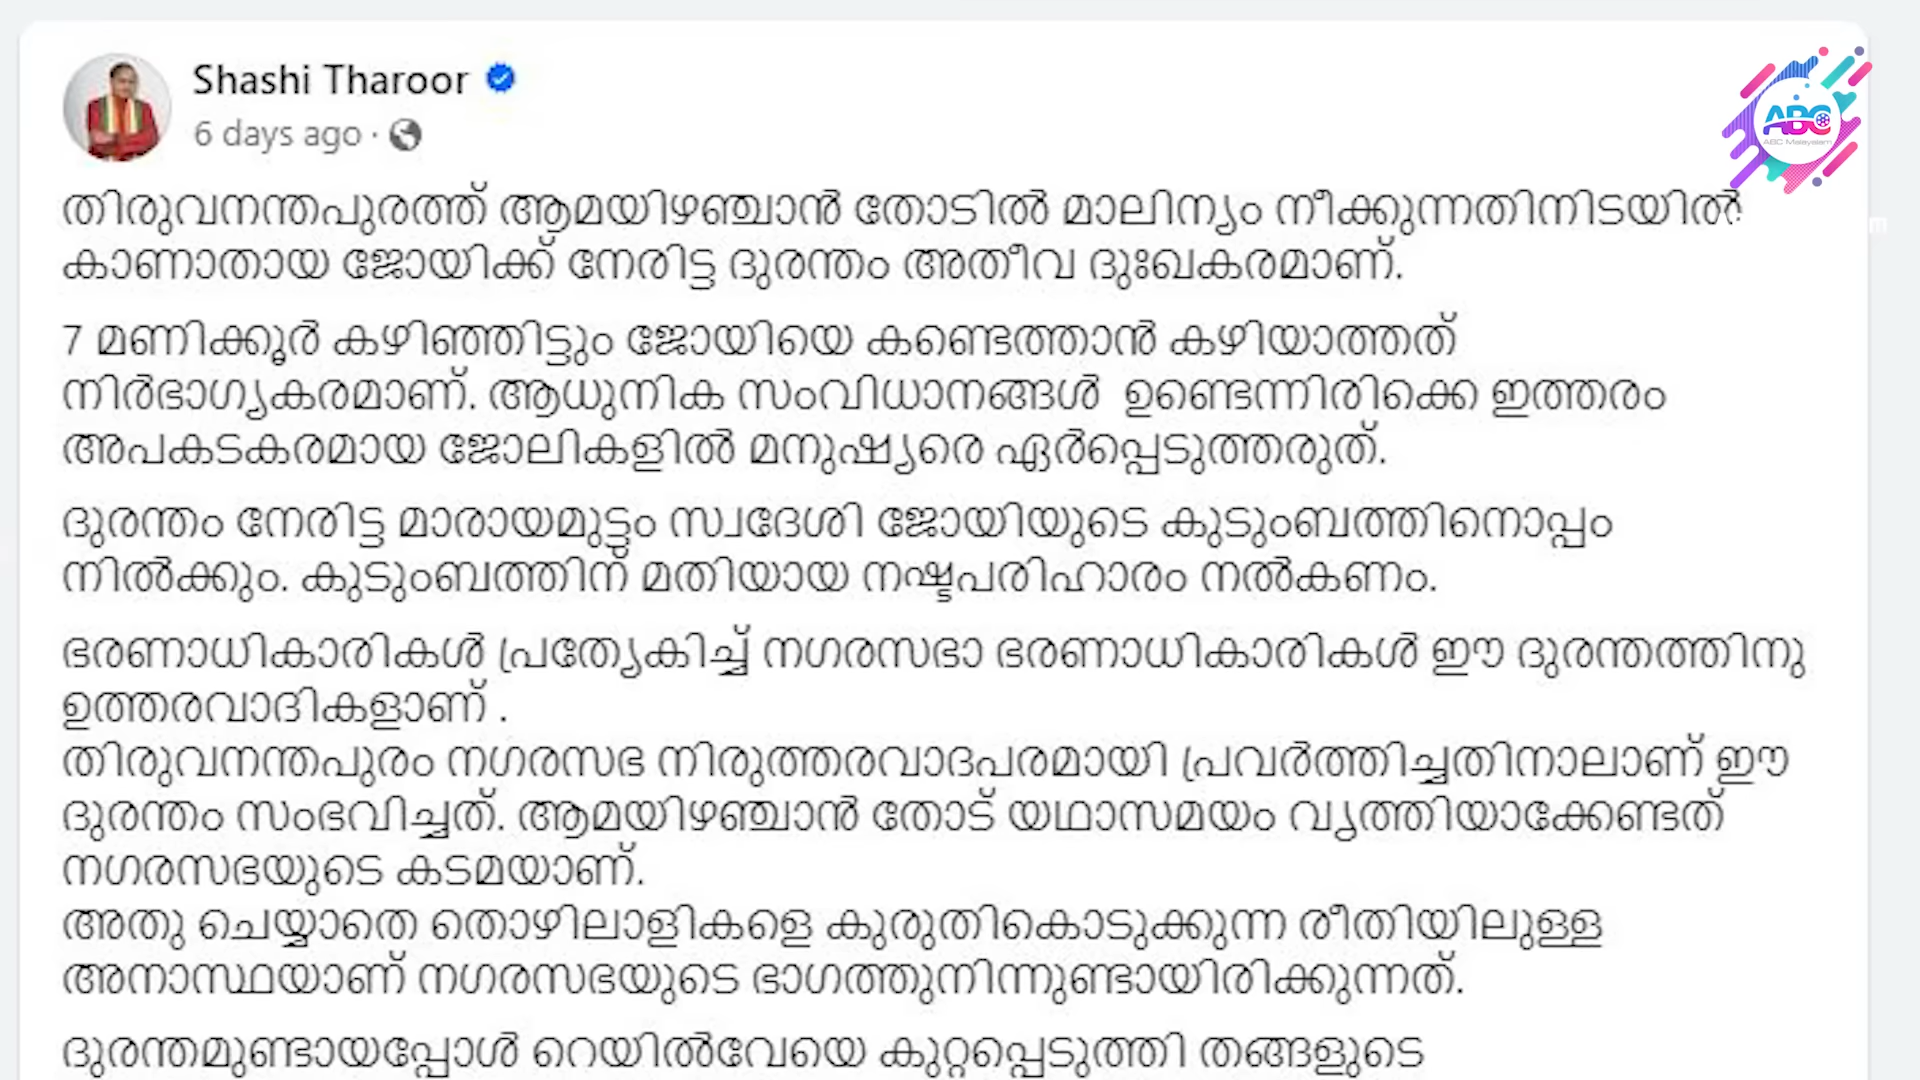 Shashi Tharoor
6 days ago ·
ABC
ABC Malayalam
തിരുവനന്തപുരത്ത് ആമയിഴഞ്ചാൻ തോടിൽ മാലിന്യം നീക്കുന്നതിനിടയിൽ
കാണാതായ ജോയിക്ക് നേരിട്ട ദുരന്തം അതീവ ദുഃഖകരമാണ്.
7 മണിക്കൂർ കഴിഞ്ഞിട്ടും ജോയിയെ കണ്ടെത്താൻ കഴിയാത്തത്
നിർഭാഗ്യകരമാണ്. ആധുനിക സംവിധാനങ്ങൾ ഉണ്ടെന്നിരിക്കെ ഇത്തരം
അപകടകരമായ ജോലികളിൽ മനുഷ്യരെ ഏർപ്പെടുത്തരുത്.
ദുരന്തം നേരിട്ട മാരായമുട്ടം സ്വദേശി ജോയിയുടെ കുടുംബത്തിനൊപ്പം
നിൽക്കും. കുടുംബത്തിന് മതിയായ നഷ്ടപരിഹാരം നൽകണം.
ഭരണാധികാരികൾ പ്രത്യേകിച്ച് നഗരസഭാ ഭരണാധികാരികൾ ഈ ദുരന്തത്തിനു
ഉത്തരവാദികളാണ് .
തിരുവനന്തപുരം നഗരസഭ നിരുത്തരവാദപരമായി പ്രവർത്തിച്ചതിനാലാണ് ഈ
ദുരന്തം സംഭവിച്ചത്. ആമയിഴഞ്ചാൻ തോട് യഥാസമയം വൃത്തിയാക്കേണ്ടത്
നഗരസഭയുടെ കടമയാണ്.
അതു ചെയ്യാതെ തൊഴിലാളികളെ കുരുതികൊടുക്കുന്ന രീതിയിലുള്ള
അനാസ്ഥയാണ് നഗരസഭയുടെ ഭാഗത്തുനിന്നുണ്ടായിരിക്കുന്നത്.
ദുരന്തമുണ്ടായപ്പോൾ റെയിൽവേയെ കുറ്റപ്പെടുത്തി തങ്ങളുടെ